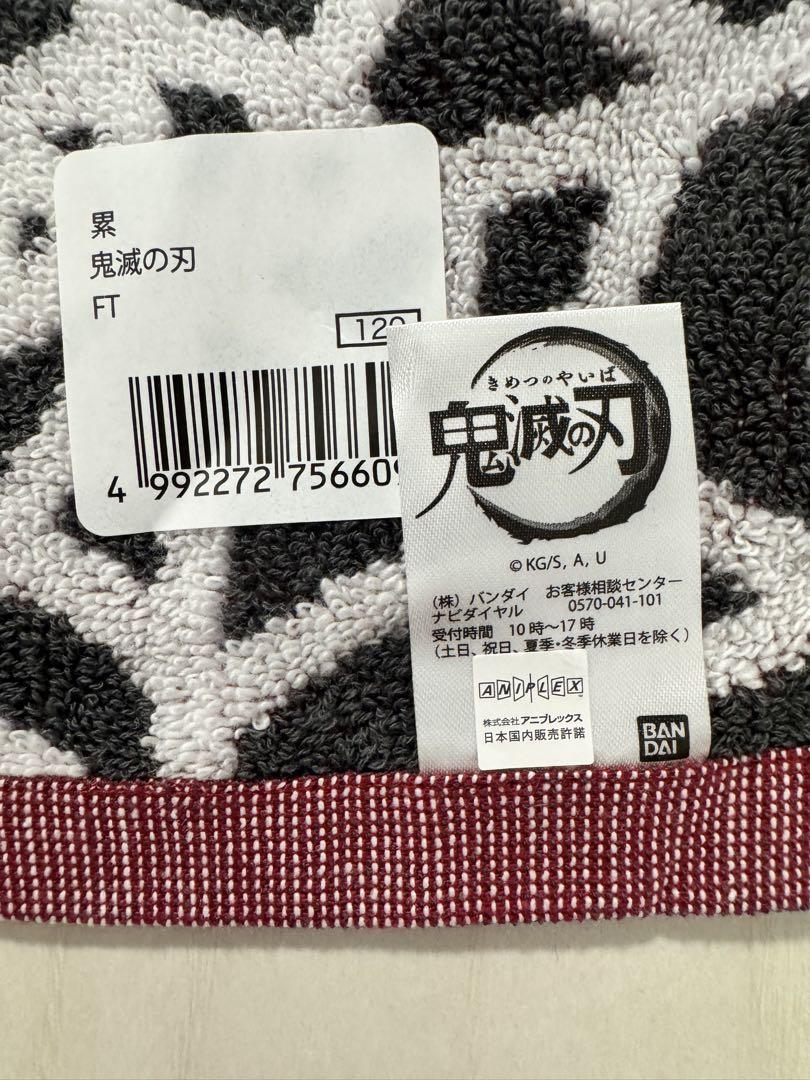 累
鬼滅の刃
FT
120
4 992272 756609
きめつのやいば
鬼滅の刃
©KG/S, A, U
（株）バンダイ お客様相談センター
ナビダイヤル 0570-041-101
受付時間 10時〜17時
（土日、祝日、夏季・冬季休業日を除く）
ANIPLEX
株式会社アニプレックス
日本国内販売許諾
BAN
DAI